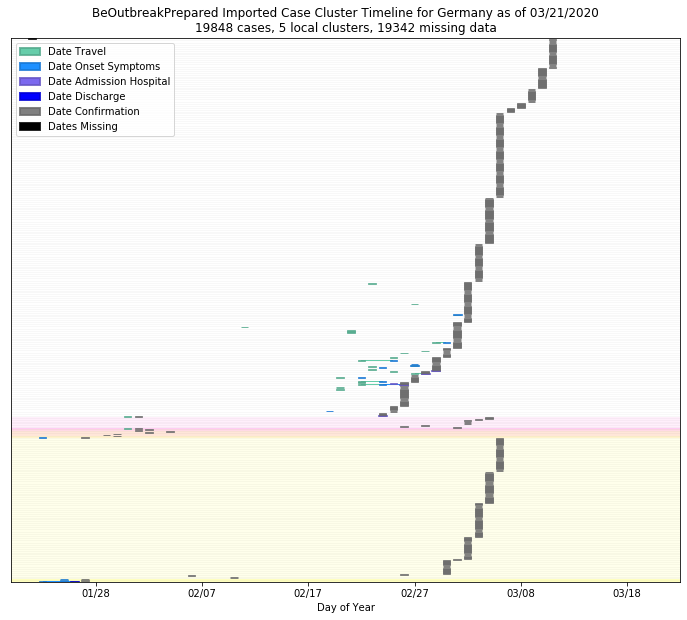 BeOutbreakPrepared Imported Case Cluster Timeline for Germany as of 03/21/2020
19848 cases, 5 local clusters, 19342 missing data
Date Travel
Date Onset Symptoms
Date Admission Hospital
Date Discharge
Date Confirmation
Dates Missing
01/28 02/07 02/17 02/27 03/08 03/18
Day of Year